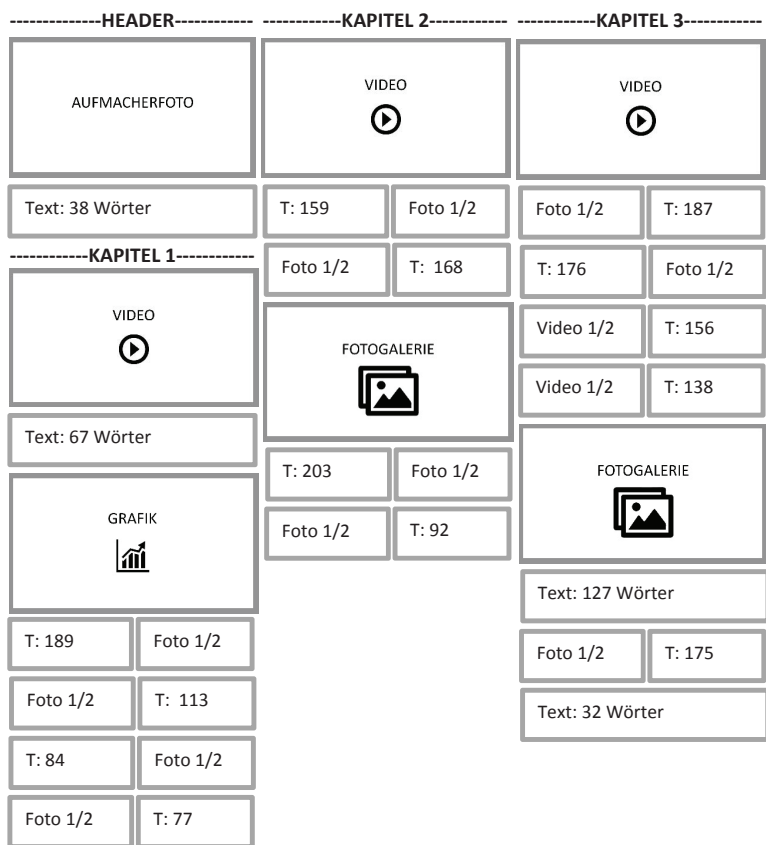 --------------HEADER------------
AUFMACHERFOTO
Text: 38 Wörter
------------KAPITEL 1------------
VIDEO
Text: 67 Wörter
GRAFIK
T: 189 Foto 1/2
Foto 1/2 T: 113
T: 84 Foto 1/2
Foto 1/2 T: 77
------------KAPITEL 2------------
VIDEO
T: 159 Foto 1/2
Foto 1/2 T: 168
FOTOGALERIE
T: 203 Foto 1/2
Foto 1/2 T: 92
------------KAPITEL 3------------
VIDEO
Foto 1/2 T: 187
T: 176 Foto 1/2
Video 1/2 T: 156
Video 1/2 T: 138
FOTOGALERIE
Text: 127 Wörter
Foto 1/2 T: 175
Text: 32 Wörter